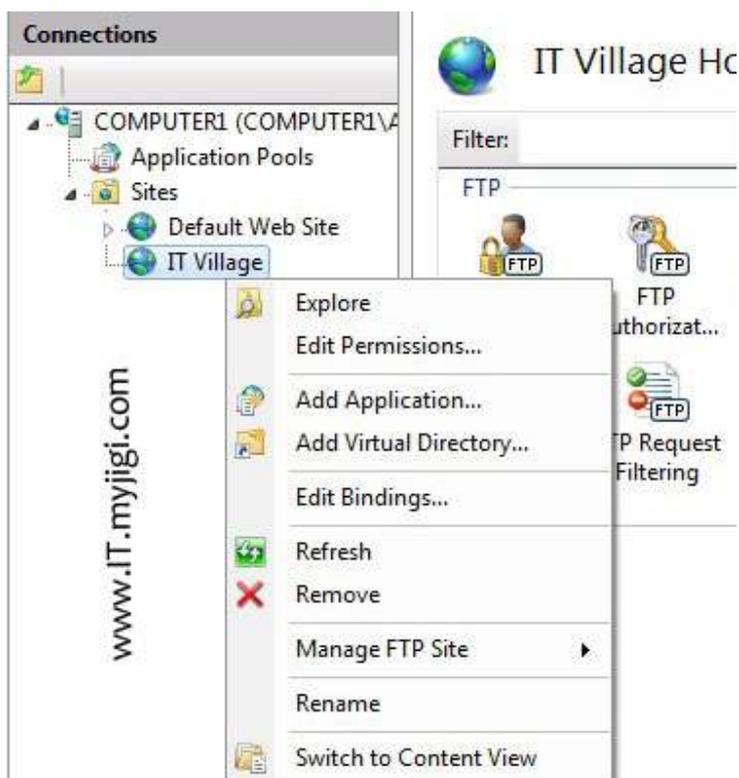 Connections
COMPUTER1 (COMPUTER1\A
Application Pools
Sites
Default Web Site
IT Village
IT Village Hc
Filter:
FTP
FTP
FTP
FTP
uthorizat...
FTP
P Request
Filtering
Explore
Edit Permissions...
Add Application...
Add Virtual Directory...
Edit Bindings...
Refresh
Remove
Manage FTP Site
Rename
Switch to Content View
www.IT.myjigi.com